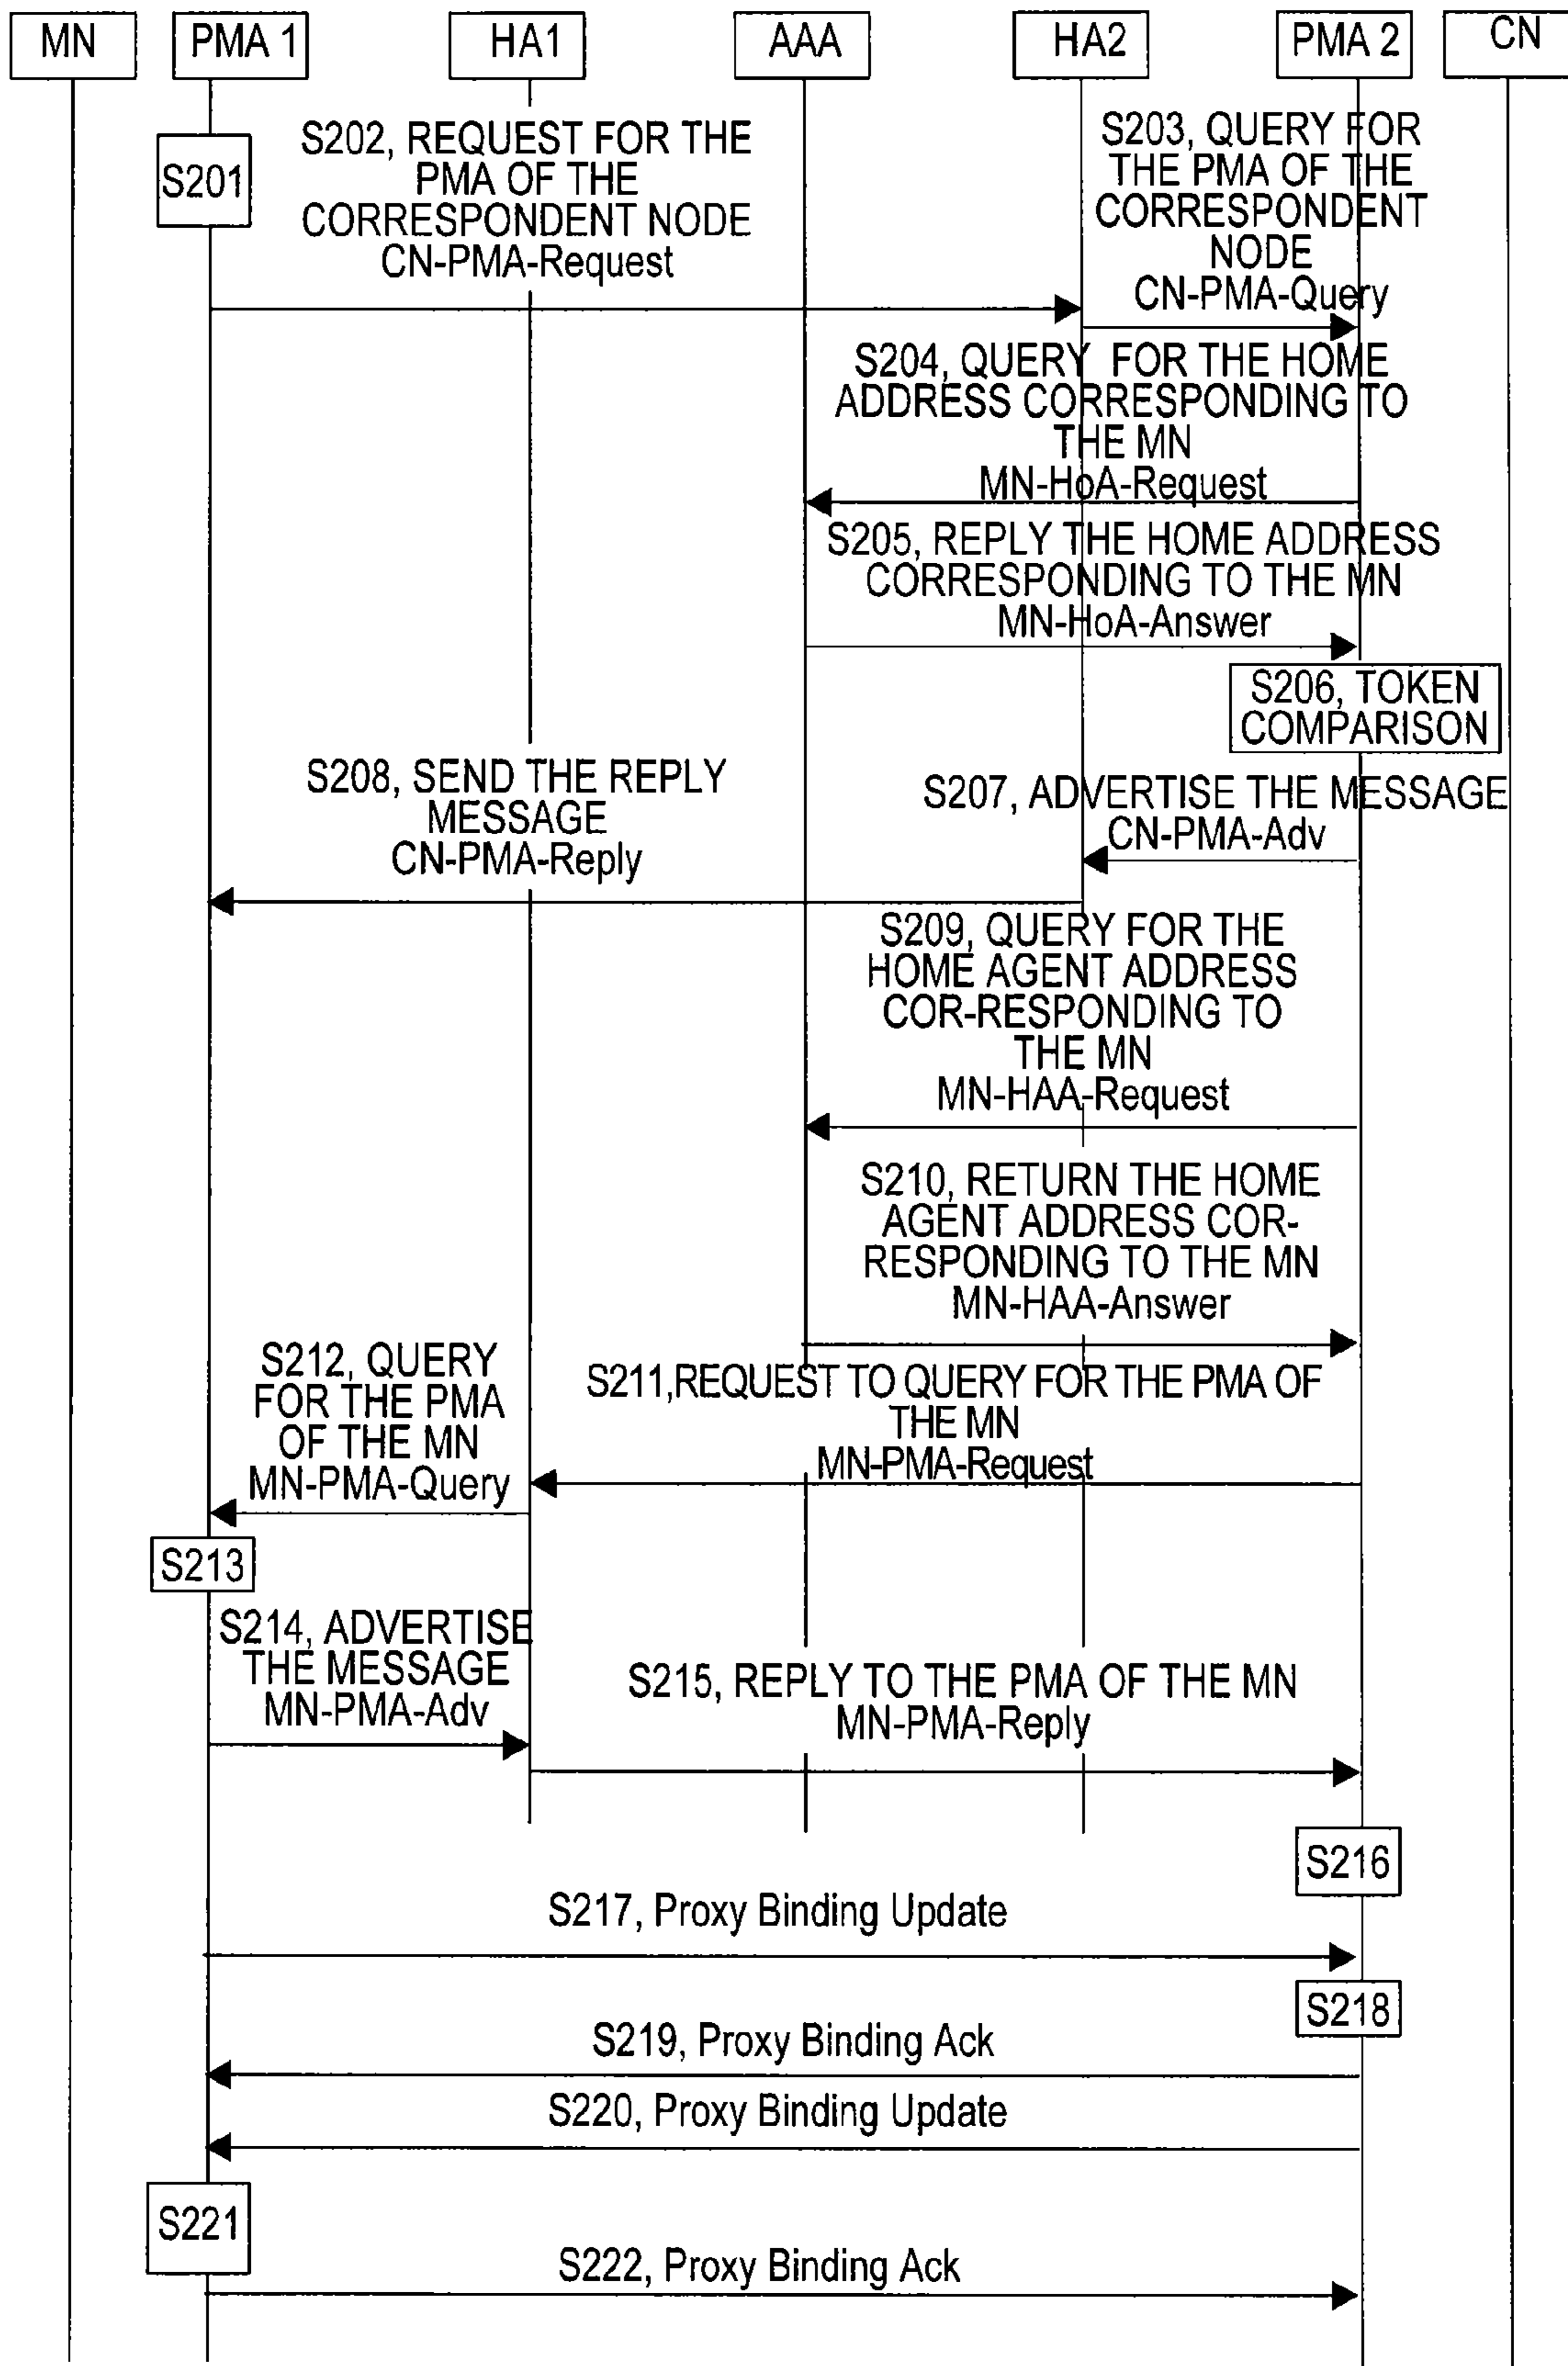 MN
PMA 1
HA1
AAA
HA2
PMA 2
CN
S201
S202, REQUEST FOR THE
PMA OF THE
CORRESPONDENT NODE
CN-PMA-Request
S203, QUERY FOR
THE PMA OF THE
CORRESPONDENT
NODE
CN-PMA-Query
S204, QUERY FOR THE HOME
ADDRESS CORRESPONDING TO
THE MN
MN-HoA-Request
S205, REPLY THE HOME ADDRESS
CORRESPONDING TO THE MN
MN-HoA-Answer
S206, TOKEN
COMPARISON
S207, ADVERTISE THE MESSAGE
CN-PMA-Adv
S208, SEND THE REPLY
MESSAGE
CN-PMA-Reply
S209, QUERY FOR THE
HOME AGENT ADDRESS
COR-RESPONDING TO
THE MN
MN-HAA-Request
S210, RETURN THE HOME
AGENT ADDRESS COR-
RESPONDING TO THE MN
MN-HAA-Answer
S211,REQUEST TO QUERY FOR THE PMA OF
THE MN
MN-PMA-Request
S212, QUERY
FOR THE PMA
OF THE MN
MN-PMA-Query
S213
S214, ADVERTISE
THE MESSAGE
MN-PMA-Adv
S215, REPLY TO THE PMA OF THE MN
MN-PMA-Reply
S216
S217, Proxy Binding Update
S218
S219, Proxy Binding Ack
S220, Proxy Binding Update
S221
S222, Proxy Binding Ack